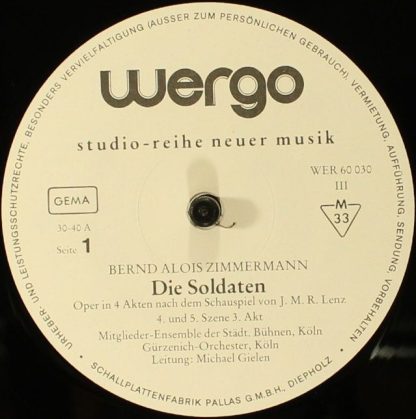 wergo
studio-reihe neuer musik
WER 60 030
III
GEMA
M
33
30-40 A
Seite 1
BERND ALOIS ZIMMERMANN
Die Soldaten
Oper in 4 Akten nach dem Schauspiel von J. M. R. Lenz
4. und 5. Szene 3. Akt
Mitglieder-Ensemble der Städt. Bühnen, Köln
Gürzenich-Orchester, Köln
Leitung: Michael Gielen
URHEBER- UND LEISTUNGSSCHUTZRECHTE, BESONDERS VERVIELFALTIGUNG (AUSSER ZUM PERSÖNLICHEN GEBRAUCH), VERMIETUNG, AUFFÜHRUNG, SENDUNG, VORBEHALTEN
• SCHALLPLATTENFABRIK PALLAS G.M.B.H., DIEPHOLZ •